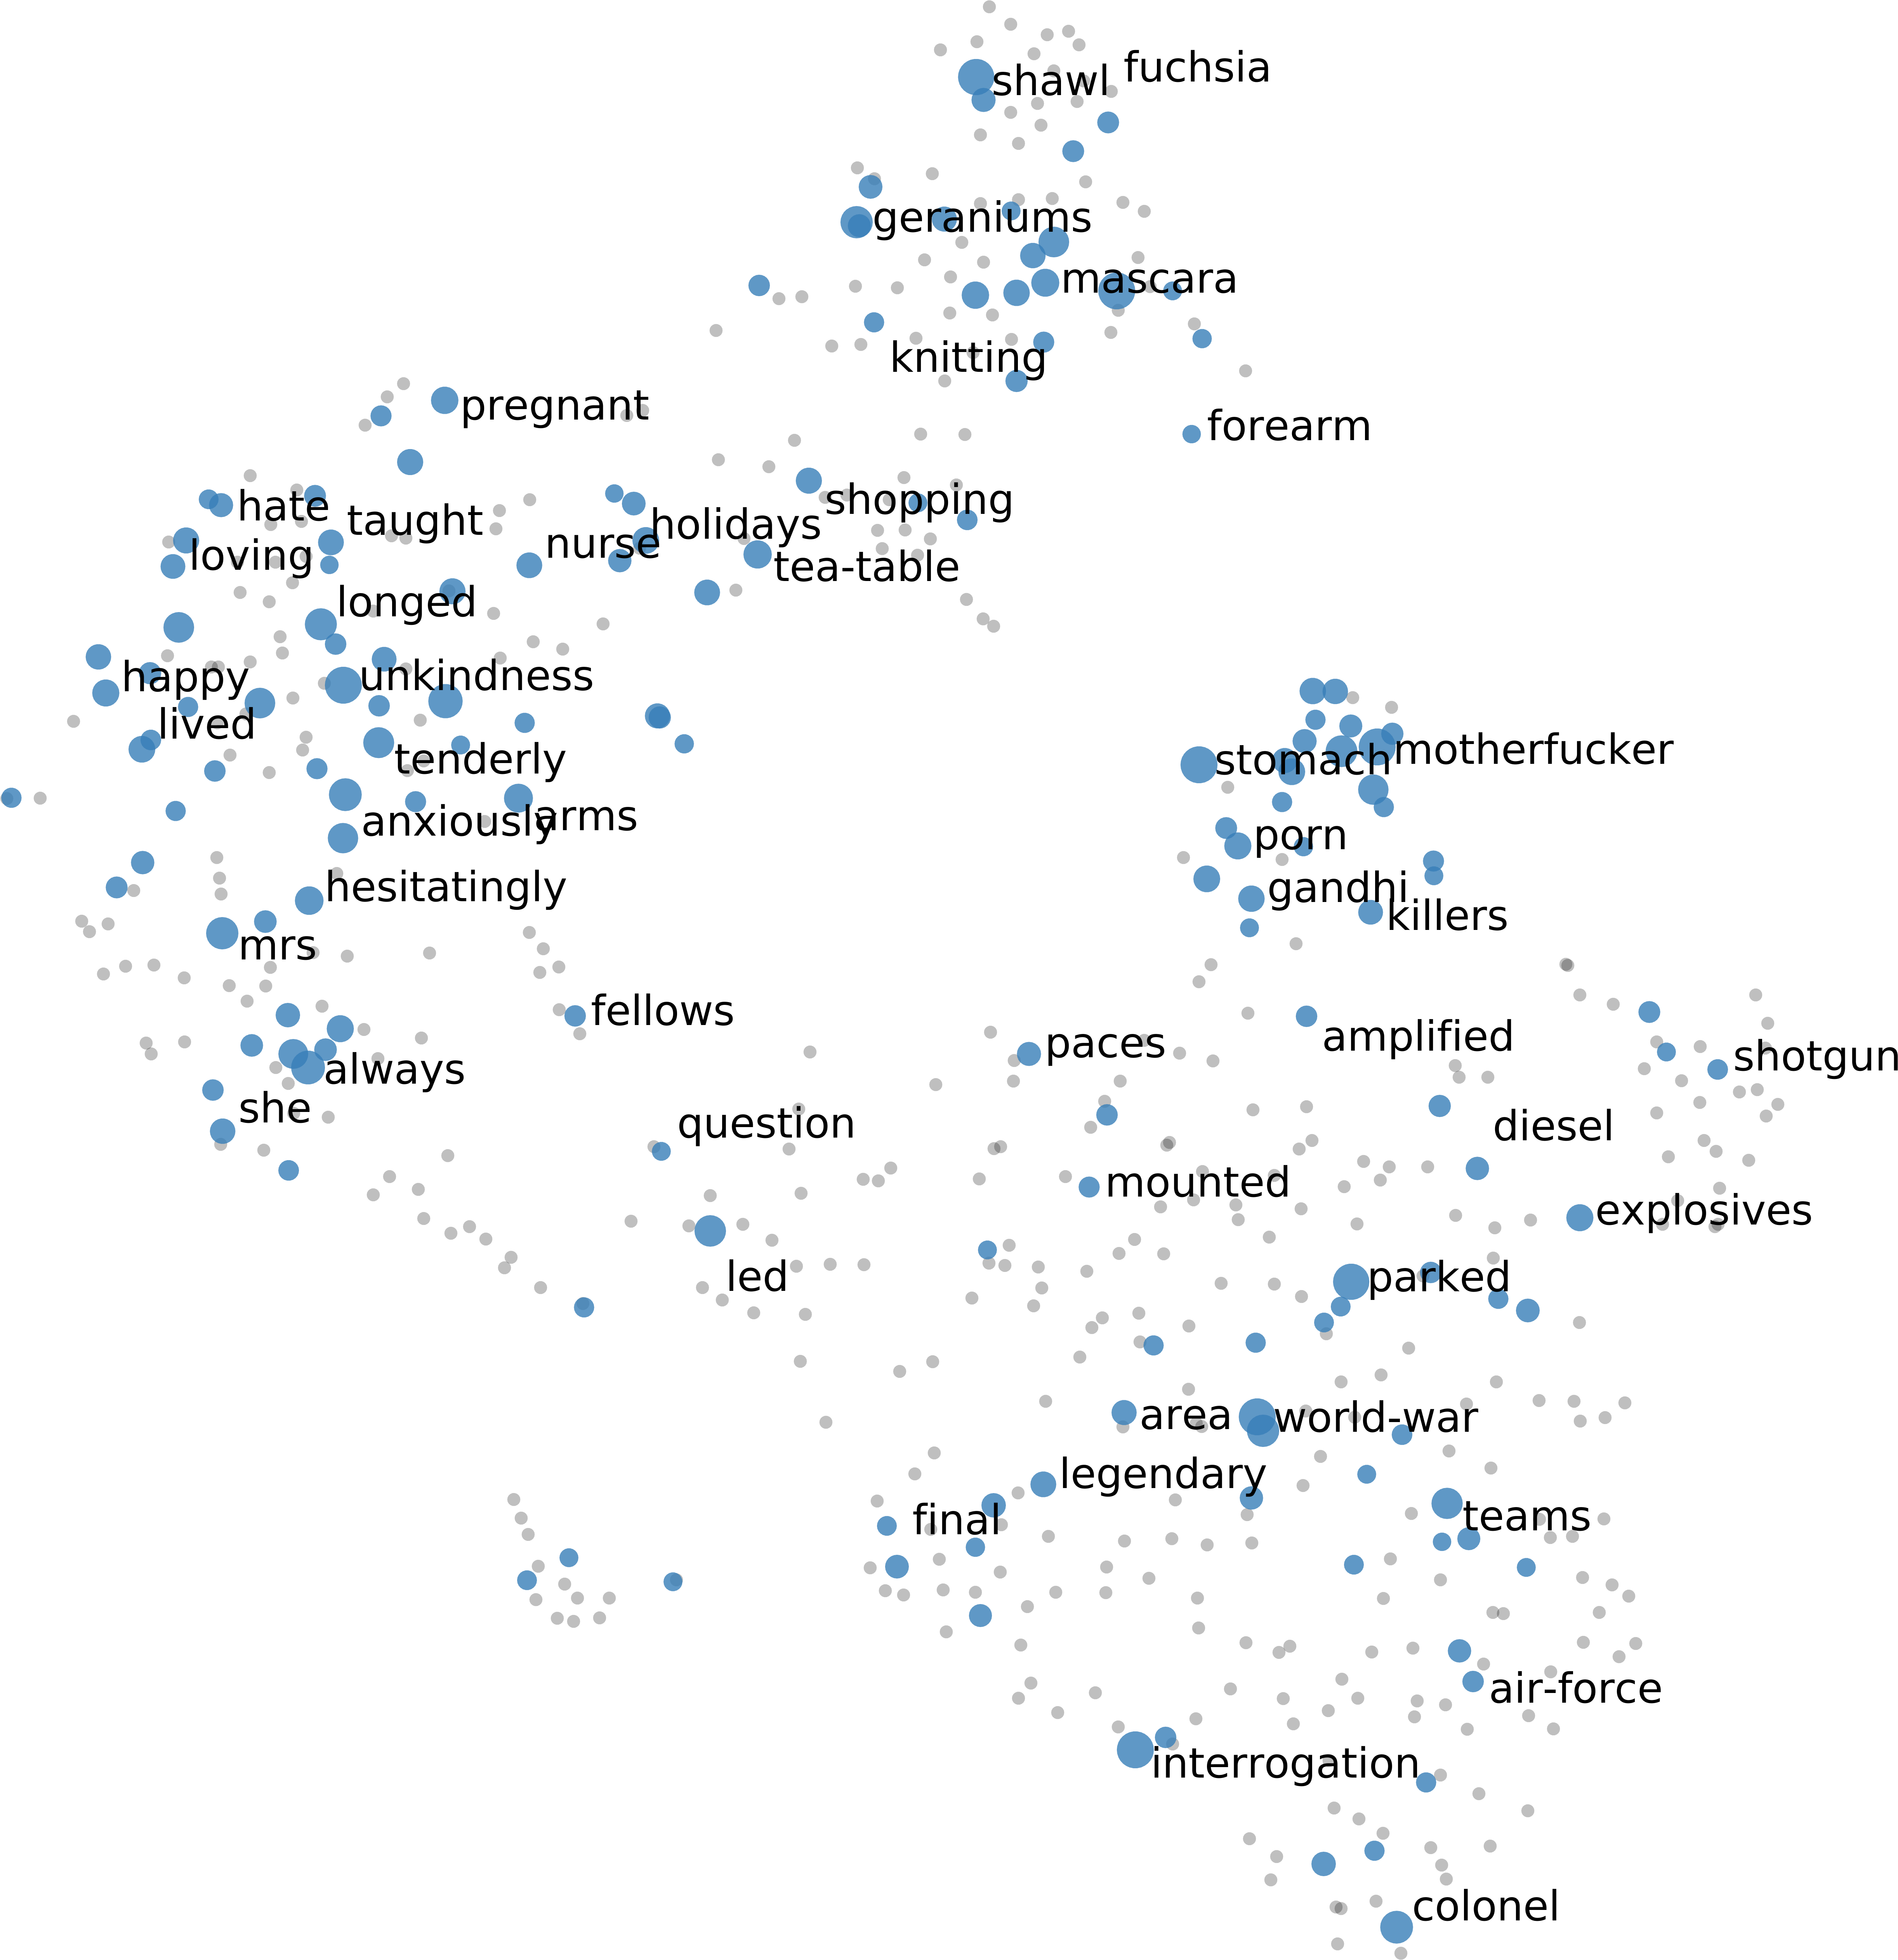 fuchsia
shawl
geraniums
mascara
knitting
pregnant
forearm
hate
taught
shopping
holidays
nurse
loving
tea-table
longed
happy
unkindness
lived
tenderly
stomach
motherfucker
anxiously
arms
porn
hesitatingly
gandhi
killers
mrs
fellows
paces
amplified
always
shotgun
she
question
diesel
mounted
explosives
led
parked
area
world-war
legendary
final
teams
air-force
interrogation
colonel